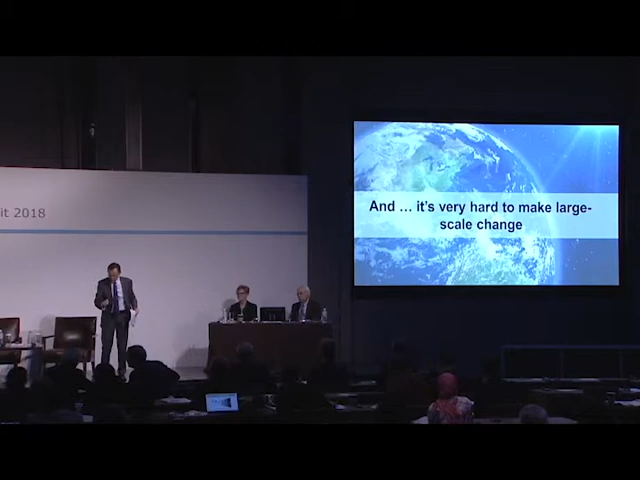 it 2018
And ... it's very hard to make large-
scale change